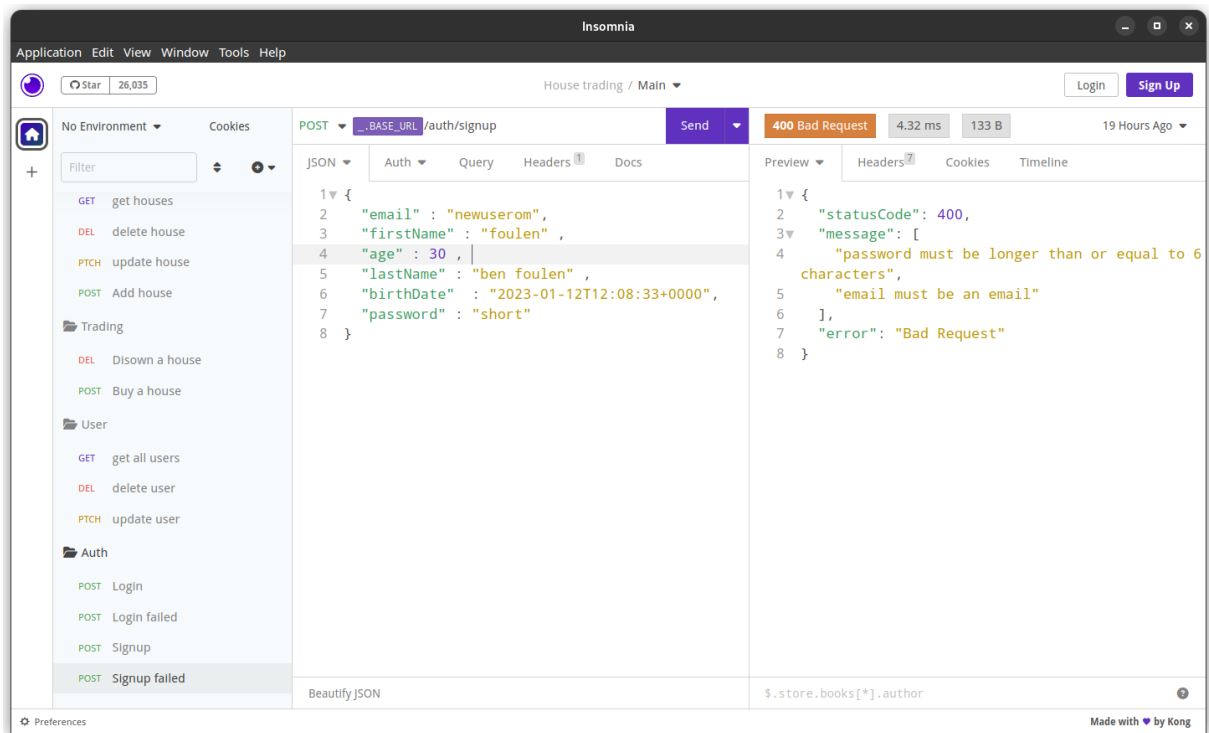 Insomnia
Application Edit View Window Tools Help
Star 26,035
House trading / Main
Login Sign Up
No Environment Cookies
Filter
GET get houses
DEL delete house
PTCH update house
POST Add house
Trading
DEL Disown a house
POST Buy a house
User
GET get all users
DEL delete user
PTCH update user
Auth
POST Login
POST Login failed
POST Signup
POST Signup failed
POST _.BASE_URL /auth/signup Send
JSON Auth Query Headers 1 Docs
1 {
2 "email" : "newuserom",
3 "firstName" : "foulen" ,
4 "age" : 30 ,
5 "lastName" : "ben foulen" ,
6 "birthDate" : "2023-01-12T12:08:33+0000",
7 "password" : "short"
8 }
Beautify JSON
400 Bad Request 4.32 ms 133 B 19 Hours Ago
Preview Headers 7 Cookies Timeline
1 {
2 "statusCode": 400,
3 "message": [
4 "password must be longer than or equal to 6
characters",
5 "email must be an email"
6 ],
7 "error": "Bad Request"
8 }
$.store.books[*].author
Preferences
Made with ♥ by Kong